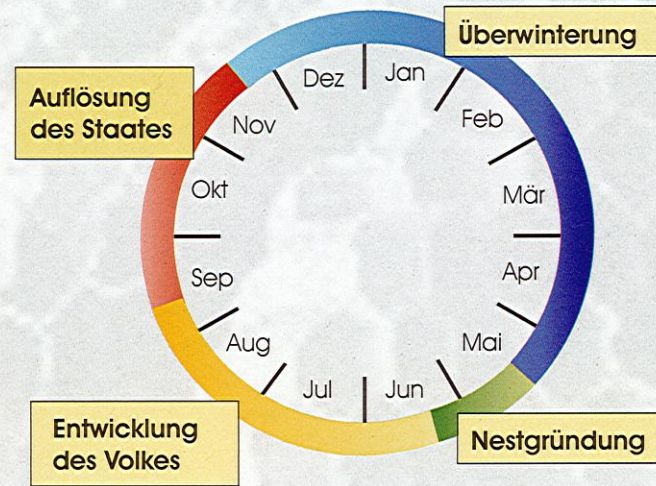 Überwinterung
Auflösung
des Staates
Dez
Jan
Nov
Feb
Okt
Mär
Sep
Apr
Aug
Mai
Jul
Jun
Entwicklung
des Volkes
Nestgründung